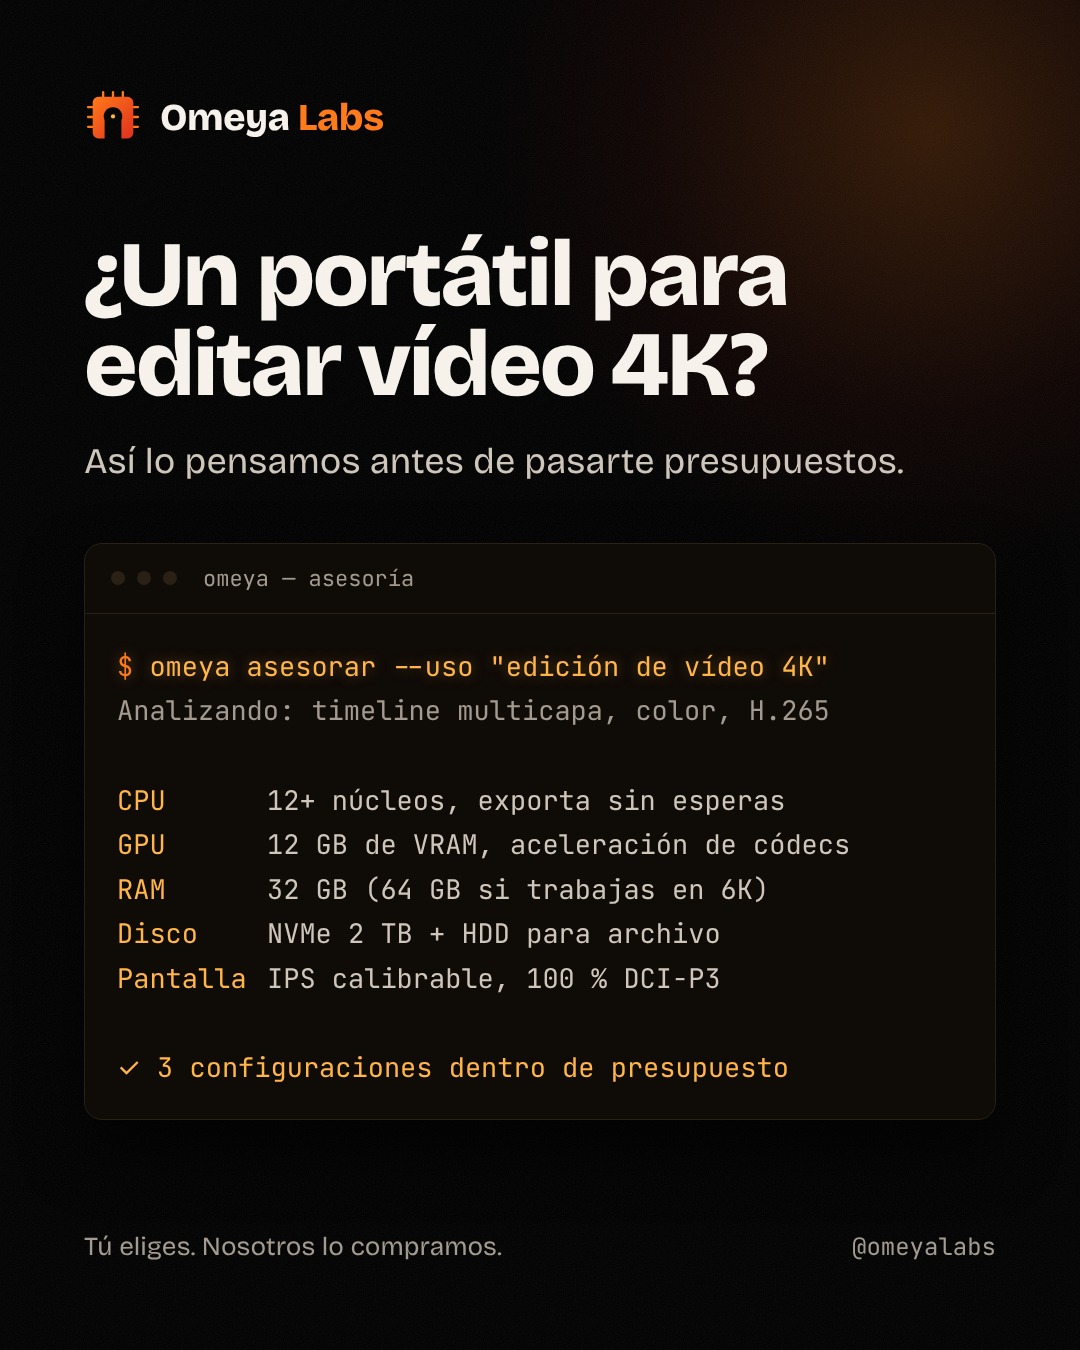 Omeya Labs
¿Un portátil para
editar vídeo 4K?
Así lo pensamos antes de pasarte presupuestos.
omeya — asesoría
$ omeya asesorar --uso "edición de vídeo 4K"
Analizando: timeline multicapa, color, H.265
CPU 12+ núcleos, exporta sin esperas
GPU 12 GB de VRAM, aceleración de códecs
RAM 32 GB (64 GB si trabajas en 6K)
Disco NVMe 2 TB + HDD para archivo
Pantalla IPS calibrable, 100 % DCI-P3
✓ 3 configuraciones dentro de presupuesto
Tú eliges. Nosotros lo compramos.
@omeyalabs